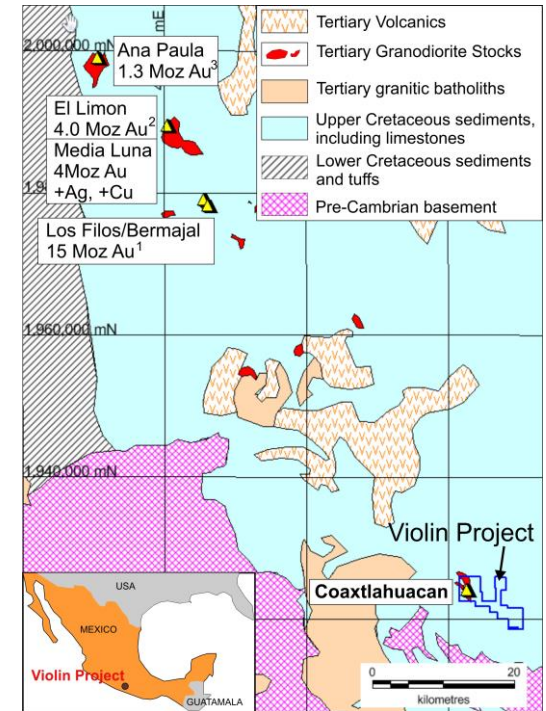 2,000,000 mN
mE
Ana Paula
1.3 Moz Au3
El Limon
4.0 Moz Au2
Media Luna
4Moz Au
+Ag, +Cu
Los Filos/Bermajal
15 Moz Au1
Tertiary Volcanics
Tertiary Granodiorite Stocks
Tertiary granitic batholiths
Upper Cretaceous sediments,
including limestones
Lower Cretaceous sediments
and tuffs
Pre-Cambrian basement
1,960,000 mN
1,940,000 mN
Violin Project
Coaxtlahuacan
USA
MEXICO
Violin Project
GUATAMALA
0 20
kilometres